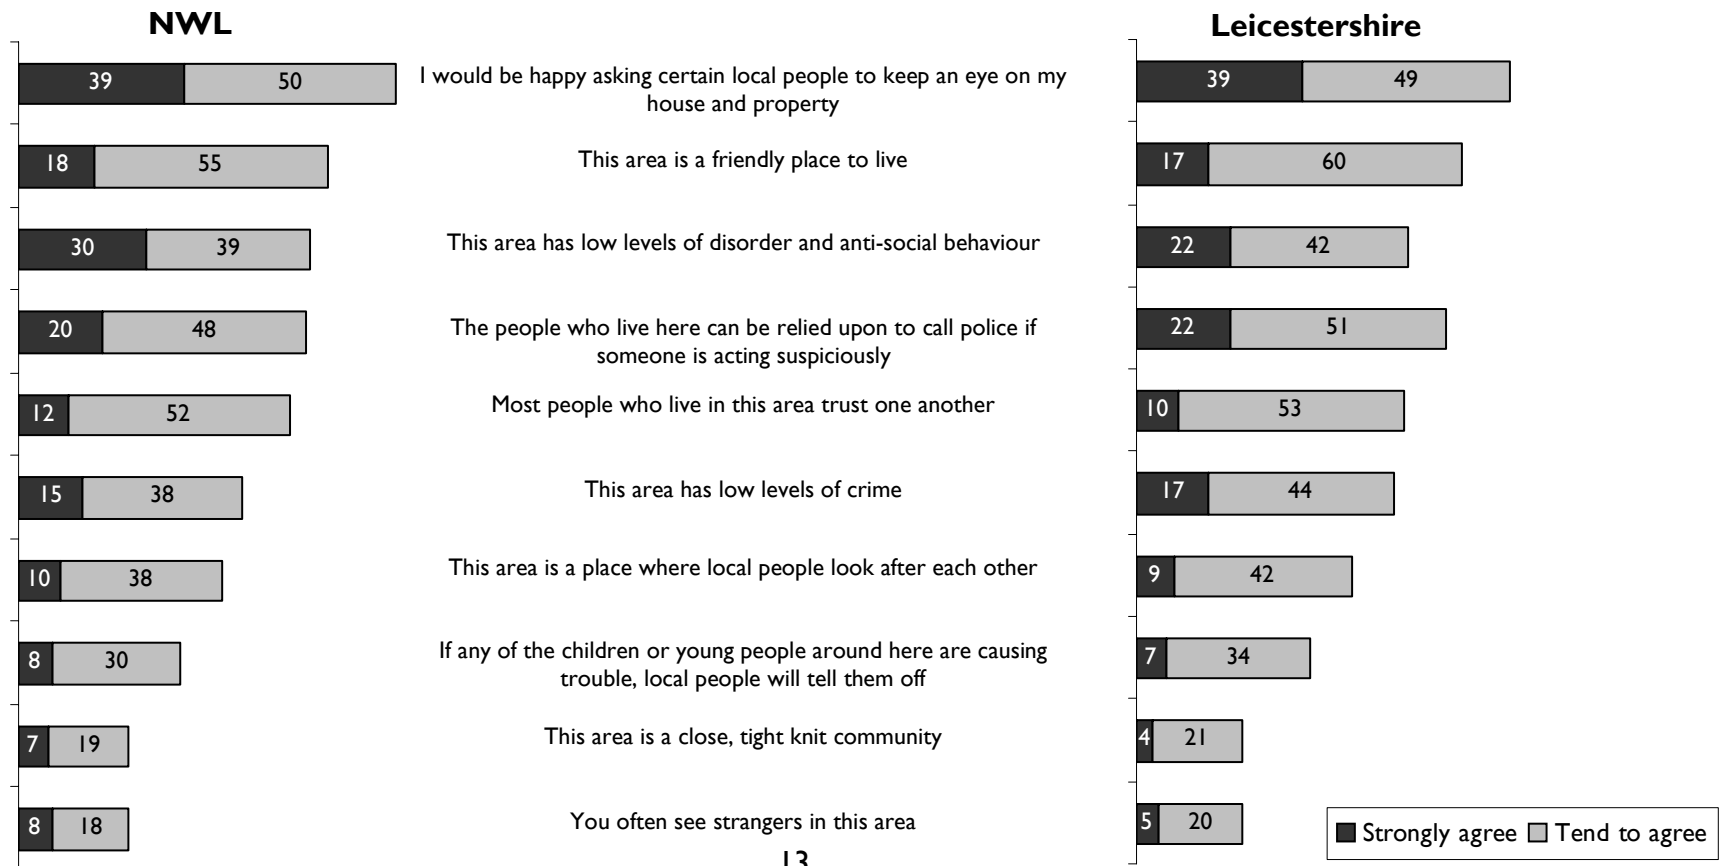 NWL
Leicestershire
39 50
I would be happy asking certain local people to keep an eye on my
house and property
39 49
18 55
This area is a friendly place to live
17 60
30 39
This area has low levels of disorder and anti-social behaviour
22 42
20 48
The people who live here can be relied upon to call police if
someone is acting suspiciously
22 51
12 52
Most people who live in this area trust one another
10 53
15 38
This area has low levels of crime
17 44
10 38
This area is a place where local people look after each other
9 42
8 30
If any of the children or young people around here are causing
trouble, local people will tell them off
7 34
7 19
This area is a close, tight knit community
4 21
8 18
You often see strangers in this area
5 20
Strongly agree Tend to agree
13